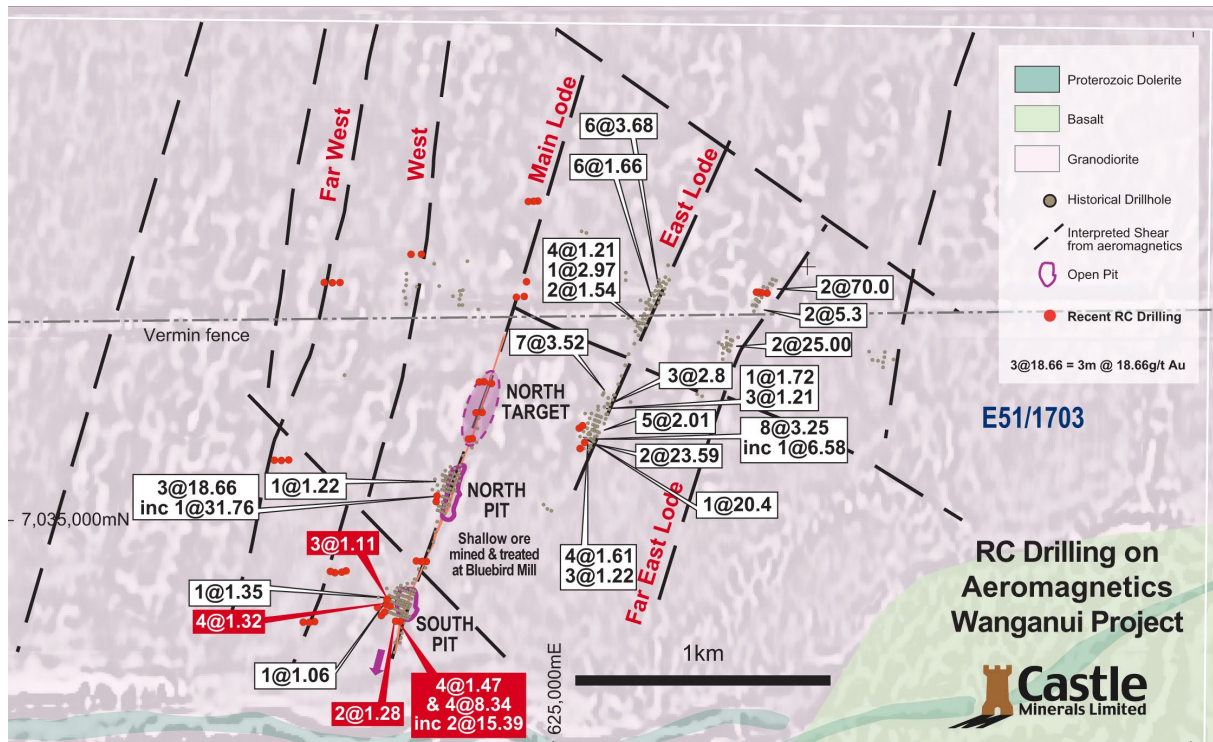 Proterozoic Dolerite
Basalt
Granodiorite
Historical Drillhole
Interpreted Shear
from aeromagnetics
Open Pit
Recent RC Drilling
3@18.66 = 3m @ 18.66g/t Au
Far West
West
Main Lode
East Lode
6@3.68
6@1.66
4@1.21
1@2.97
2@1.54
2@70.0
2@5.3
2@25.00
Vermin fence
7@3.52
3@2.8
1@1.72
3@1.21
NORTH
TARGET
5@2.01
8@3.25
inc 1@6.58
E51/1703
2@23.59
1@20.4
1@1.22
3@18.66
inc 1@31.76
NORTH
PIT
7,035,000mN
Shallow ore
mined & treated
at Bluebird Mill
3@1.11
4@1.61
3@1.22
Far East Lode
1@1.35
4@1.32
SOUTH
PIT
1@1.06
2@1.28
4@1.47
& 4@8.34
inc 2@15.39
625,000mE
1km
RC Drilling on
Aeromagnetics
Wanganui Project
Castle
Minerals Limited